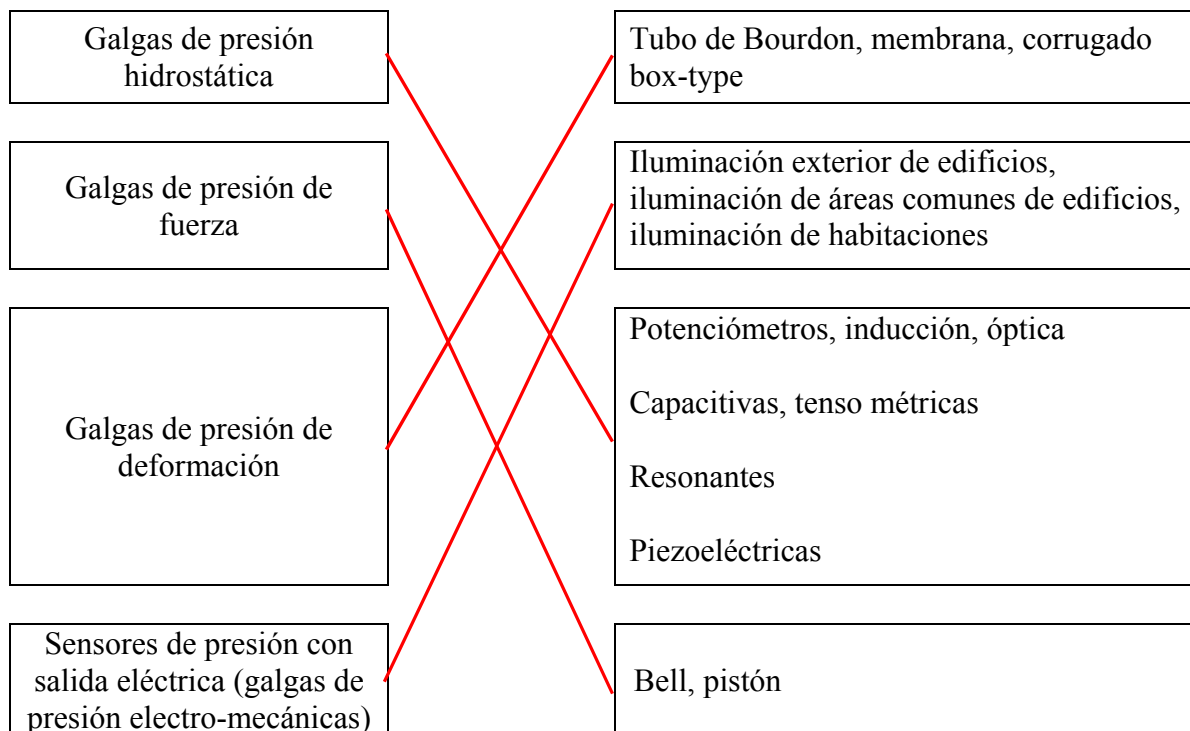 Galgas de presión
hidrostática
Tubo de Bourdon, membrana, corrugado
box-type
Galgas de presión de
fuerza
Iluminación exterior de edificios,
iluminación de áreas comunes de edificios,
iluminación de habitaciones
Galgas de presión de
deformación
Potenciómetros, inducción, óptica
Capacitivas, tenso métricas
Resonantes
Piezoeléctricas
Sensores de presión con
salida eléctrica (galgas de
presión electro-mecánicas)
Bell, pistón